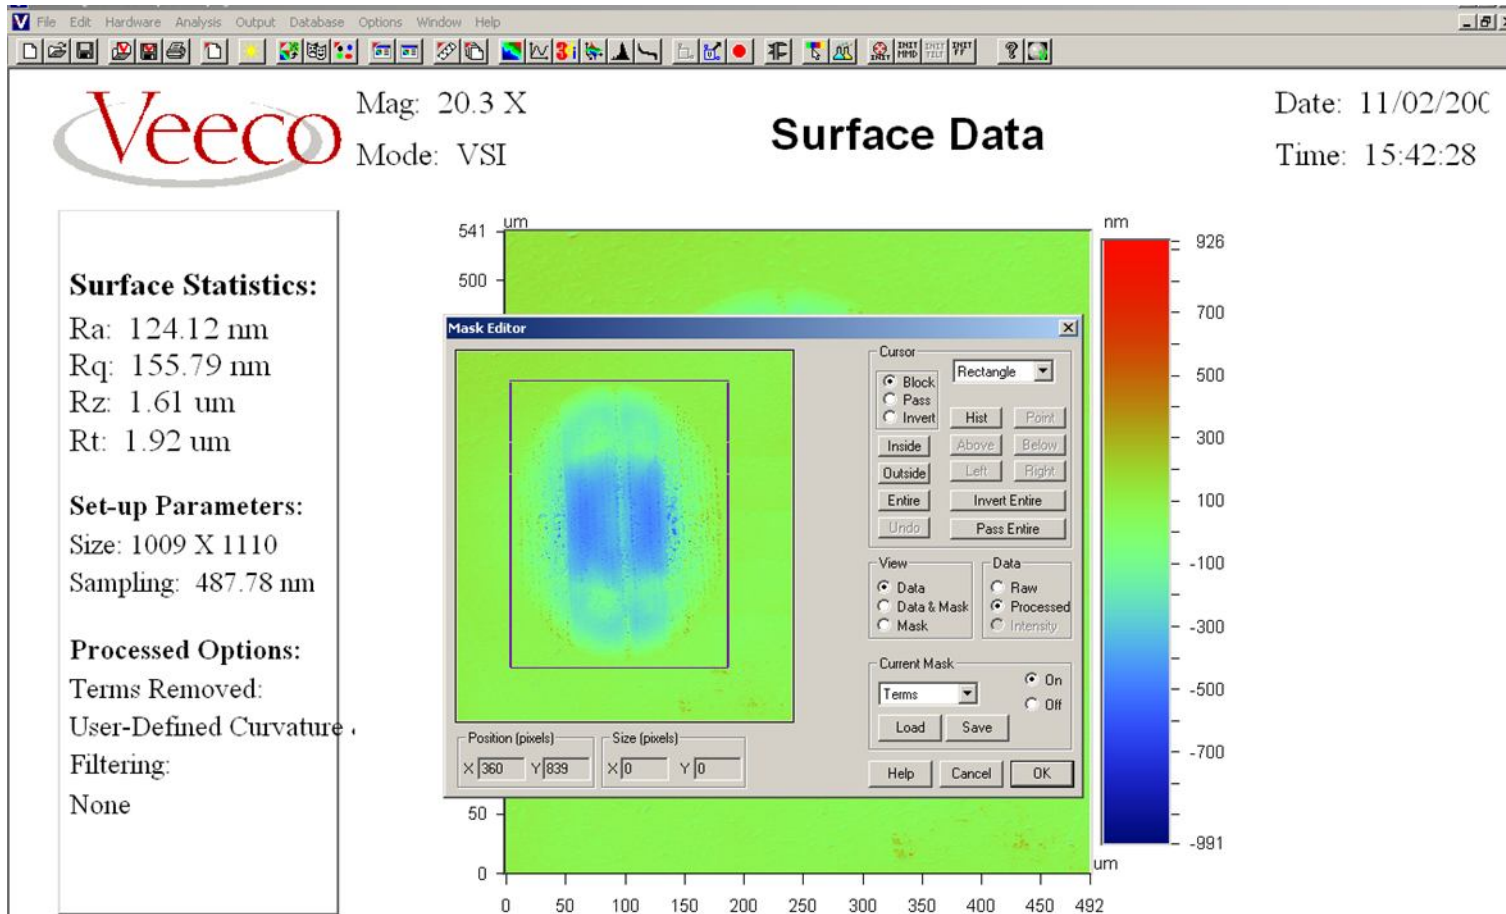 File Edit Hardware Analysis Output Database Options Window Help
INIT INIT MMD INIT TILT INIT FF
Veeco
Mag: 20.3 X
Mode: VSI
Surface Data
Date: 11/02/200
Time: 15:42:28
Surface Statistics:
Ra: 124.12 nm
Rq: 155.79 nm
Rz: 1.61 um
Rt: 1.92 um
Set-up Parameters:
Size: 1009 X 1110
Sampling: 487.78 nm
Processed Options:
Terms Removed:
User-Defined Curvature
Filtering:
None
um
541
500
50
0
0 50 100 150 200 250 300 350 400 450 492
um
nm
926
700
500
300
100
-100
-300
-500
-700
-991
Mask Editor
Cursor
Block
Pass
Invert
Rectangle
Hist Point
Inside Above Below
Outside Left Right
Entire Invert Entire
Undo Pass Entire
View
Data
Data & Mask
Mask
Data
Raw
Processed
Intensity
Current Mask
Terms
On
Off
Load Save
Position (pixels)
X 360 Y 839
Size (pixels)
X 0 Y 0
Help Cancel OK